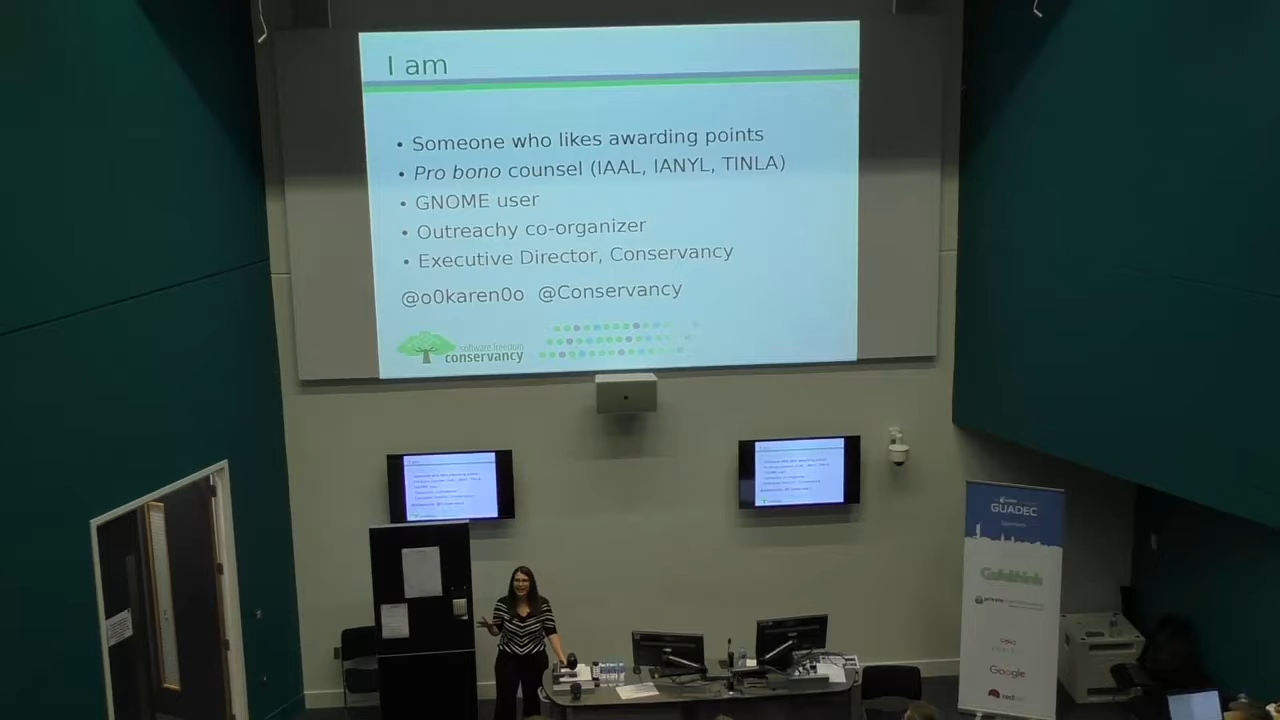 I am
• Someone who likes awarding points
• Pro bono counsel (IAAL, IANYL, TINLA)
• GNOME user
• Outreachy co-organizer
• Executive Director, Conservancy
@o0karen0o @Conservancy
software freedom
conservancy
GUADEC
Codethink
Google